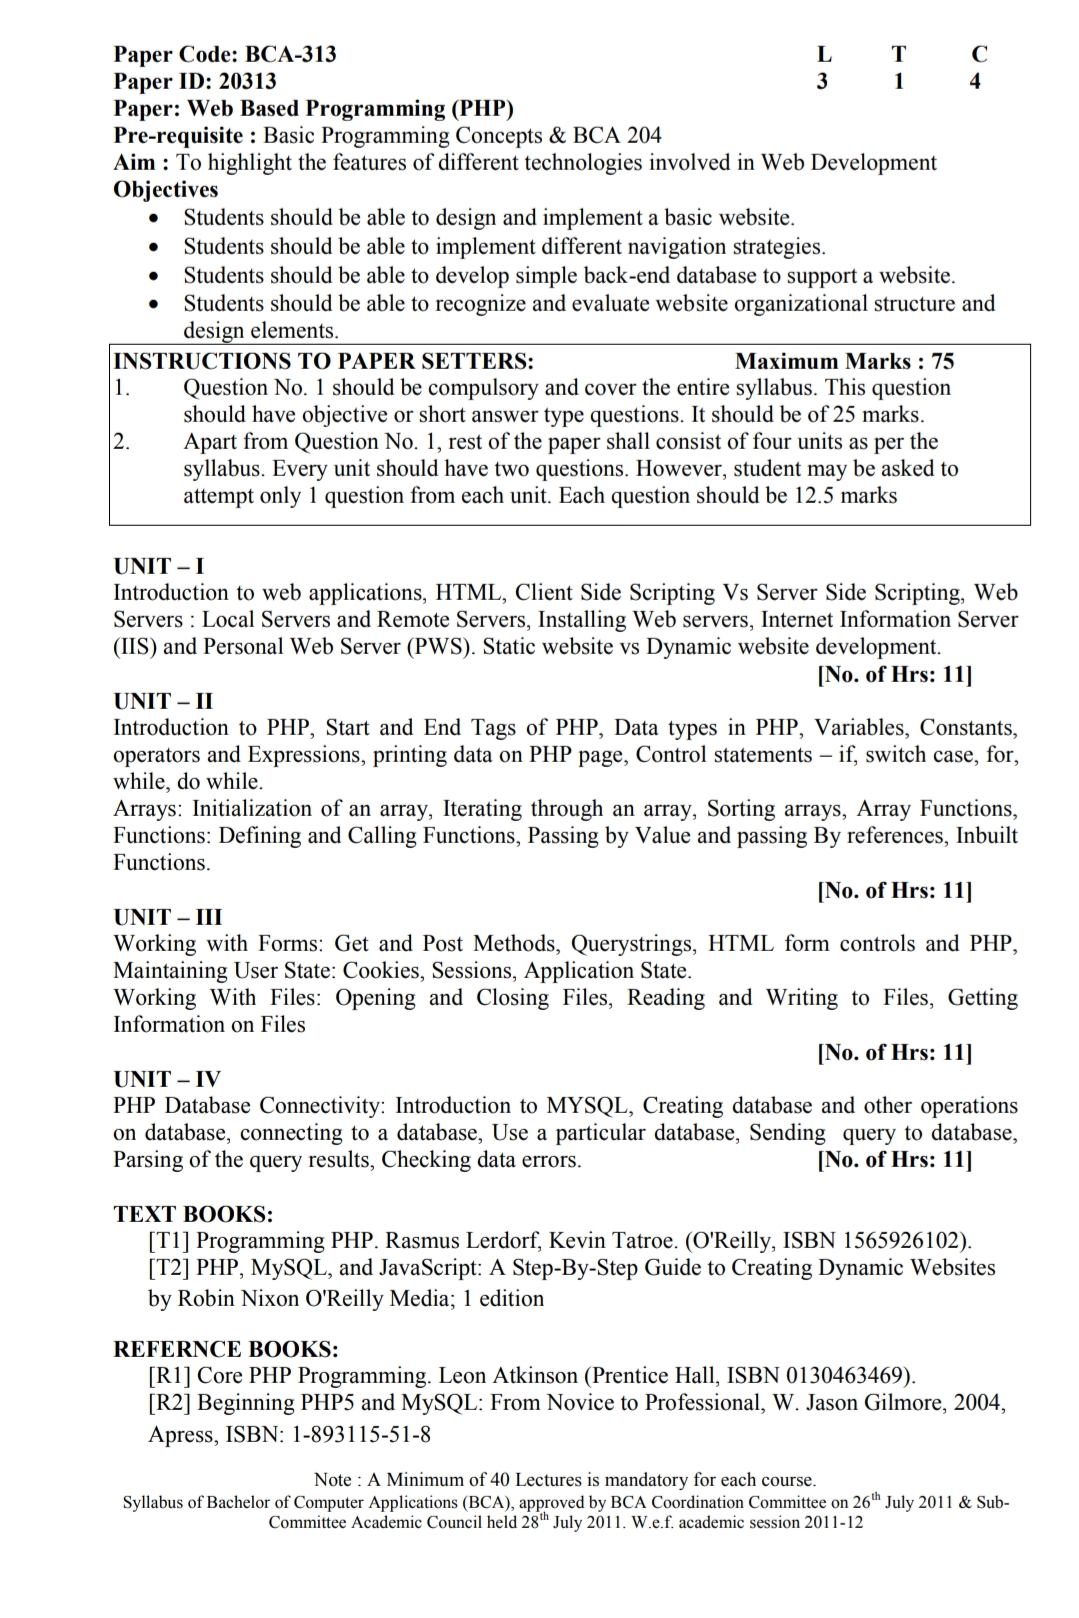 Paper Code: BCA-313 L T C
Paper ID: 20313 3 1 4
Paper: Web Based Programming (PHP)
Pre-requisite : Basic Programming Concepts & BCA 204
Aim : To highlight the features of different technologies involved in Web Development
Objectives
• Students should be able to design and implement a basic website.
• Students should be able to implement different navigation strategies.
• Students should be able to develop simple back-end database to support a website.
• Students should be able to recognize and evaluate website organizational structure and
design elements.
INSTRUCTIONS TO PAPER SETTERS: Maximum Marks : 75
1. Question No. 1 should be compulsory and cover the entire syllabus. This question
should have objective or short answer type questions. It should be of 25 marks.
2. Apart from Question No. 1, rest of the paper shall consist of four units as per the
syllabus. Every unit should have two questions. However, student may be asked to
attempt only 1 question from each unit. Each question should be 12.5 marks
UNIT – I
Introduction to web applications, HTML, Client Side Scripting Vs Server Side Scripting, Web
Servers : Local Servers and Remote Servers, Installing Web servers, Internet Information Server
(IIS) and Personal Web Server (PWS). Static website vs Dynamic website development.
[No. of Hrs: 11]
UNIT – II
Introduction to PHP, Start and End Tags of PHP, Data types in PHP, Variables, Constants,
operators and Expressions, printing data on PHP page, Control statements – if, switch case, for,
while, do while.
Arrays: Initialization of an array, Iterating through an array, Sorting arrays, Array Functions,
Functions: Defining and Calling Functions, Passing by Value and passing By references, Inbuilt
Functions.
[No. of Hrs: 11]
UNIT – III
Working with Forms: Get and Post Methods, Querystrings, HTML form controls and PHP,
Maintaining User State: Cookies, Sessions, Application State.
Working With Files: Opening and Closing Files, Reading and Writing to Files, Getting
Information on Files
[No. of Hrs: 11]
UNIT – IV
PHP Database Connectivity: Introduction to MYSQL, Creating database and other operations
on database, connecting to a database, Use a particular database, Sending query to database,
Parsing of the query results, Checking data errors. [No. of Hrs: 11]
TEXT BOOKS:
[T1] Programming PHP. Rasmus Lerdorf, Kevin Tatroe. (O'Reilly, ISBN 1565926102).
[T2] PHP, MySQL, and JavaScript: A Step-By-Step Guide to Creating Dynamic Websites
by Robin Nixon O'Reilly Media; 1 edition
REFERNCE BOOKS:
[R1] Core PHP Programming. Leon Atkinson (Prentice Hall, ISBN 0130463469).
[R2] Beginning PHP5 and MySQL: From Novice to Professional, W. Jason Gilmore, 2004,
Apress, ISBN: 1-893115-51-8
Note : A Minimum of 40 Lectures is mandatory for each course.
Syllabus of Bachelor of Computer Applications (BCA), approved by BCA Coordination Committee on 26th July 2011 & Sub-
Committee Academic Council held 28th July 2011. W.e.f. academic session 2011-12